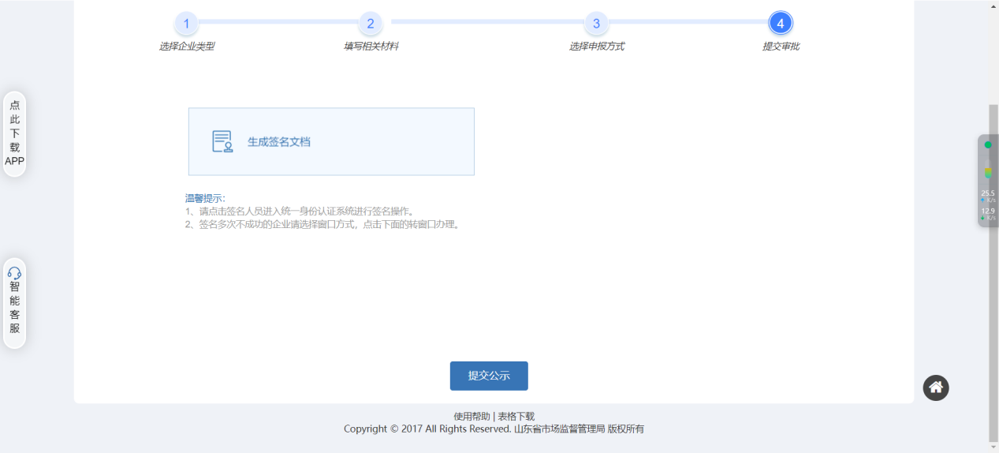 1
2
3
4
选择企业类型
填写相关材料
选择申报方式
提交审批
点此下载APP
生成签名文档
温馨提示：
1、请点击签名人员进入统一身份认证系统进行签名操作。
2、签名多次不成功的企业请选择窗口方式，点击下面的转窗口办理。
25.5
K/s
12.9
K/s
智能客服
提交公示
使用帮助 | 表格下载
Copyright © 2017 All Rights Reserved. 山东省市场监督管理局 版权所有